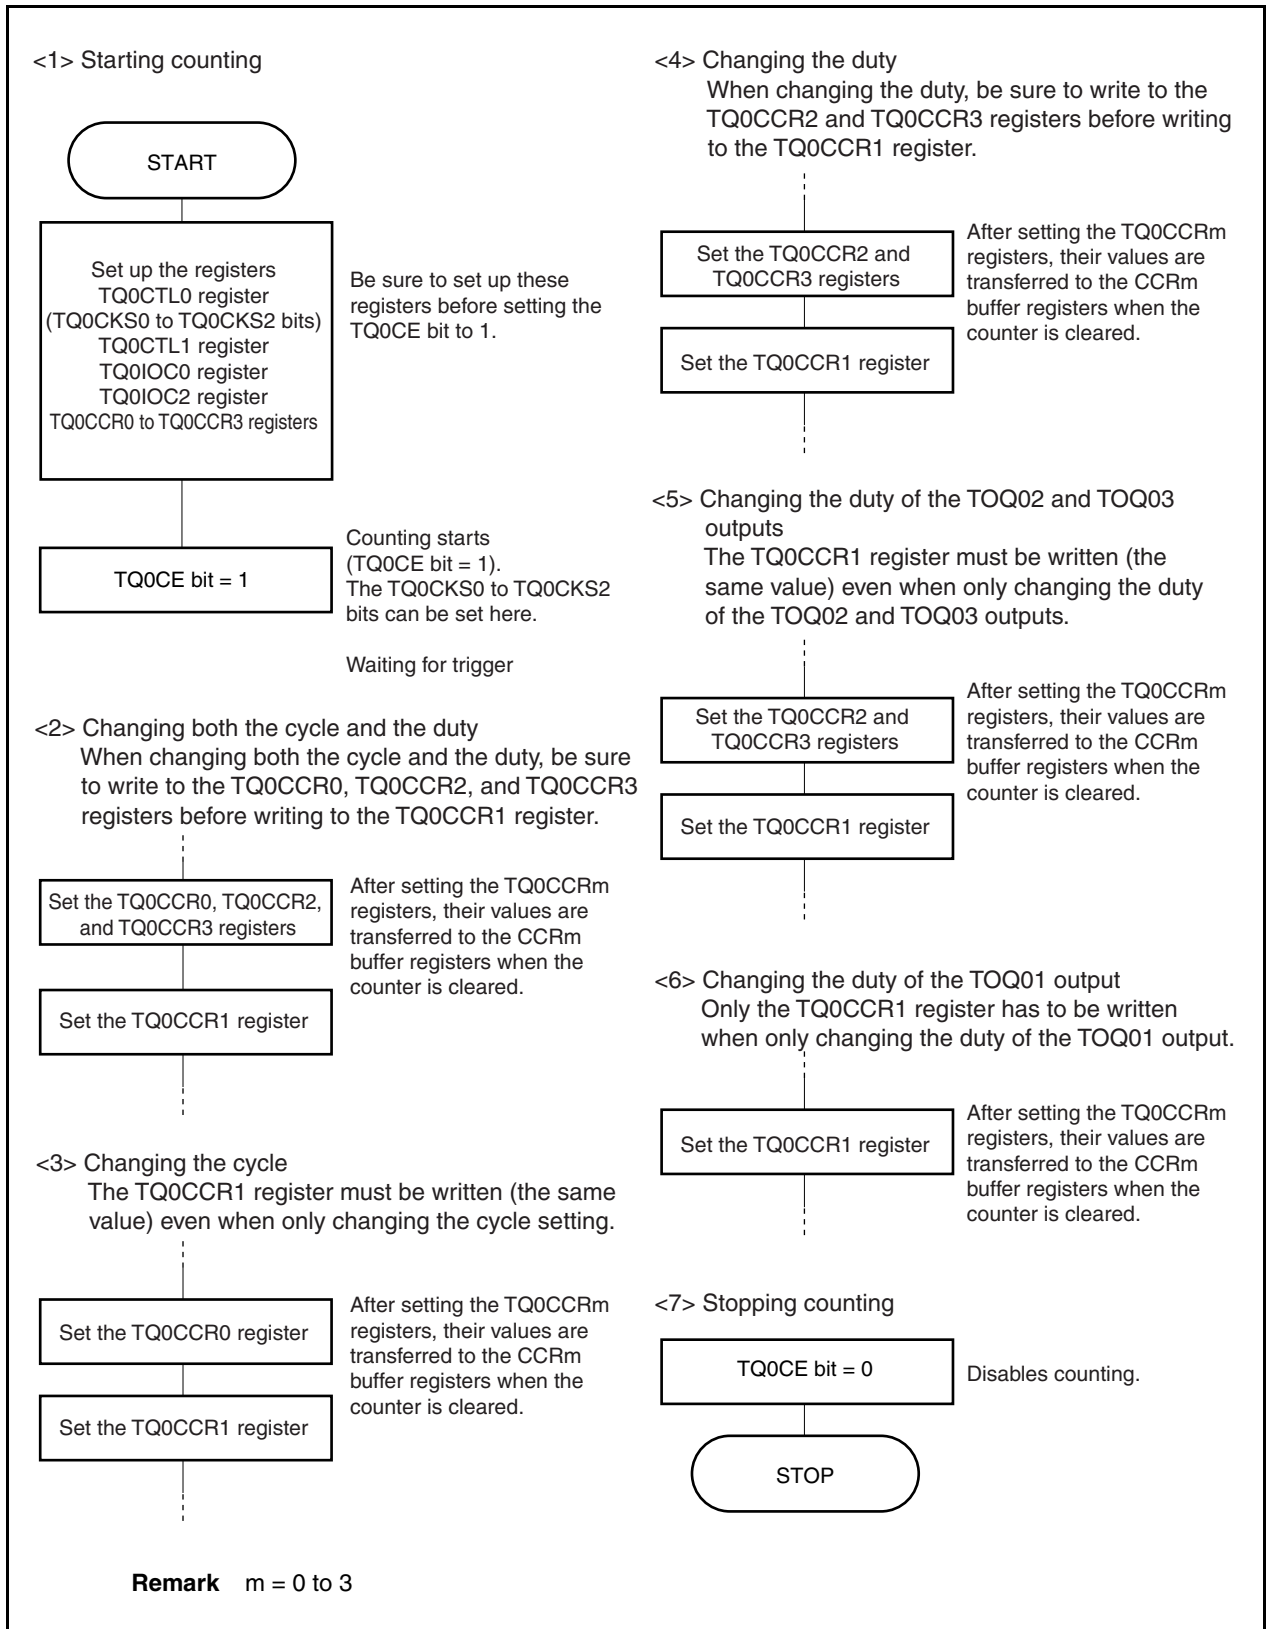 <1> Starting counting
START
Set up the registers
TQ0CTL0 register
(TQ0CKS0 to TQ0CKS2 bits)
TQ0CTL1 register
TQ0IOC0 register
TQ0IOC2 register
TQ0CCR0 to TQ0CCR3 registers
Be sure to set up these
registers before setting the
TQ0CE bit to 1.
TQ0CE bit = 1
Counting starts
(TQ0CE bit = 1).
The TQ0CKS0 to TQ0CKS2
bits can be set here.
Waiting for trigger
<2> Changing both the cycle and the duty
When changing both the cycle and the duty, be sure
to write to the TQ0CCR0, TQ0CCR2, and TQ0CCR3
registers before writing to the TQ0CCR1 register.
Set the TQ0CCR0, TQ0CCR2,
and TQ0CCR3 registers
After setting the TQ0CCRm
registers, their values are
transferred to the CCRm
buffer registers when the
counter is cleared.
Set the TQ0CCR1 register
<3> Changing the cycle
The TQ0CCR1 register must be written (the same
value) even when only changing the cycle setting.
Set the TQ0CCR0 register
After setting the TQ0CCRm
registers, their values are
transferred to the CCRm
buffer registers when the
counter is cleared.
Set the TQ0CCR1 register
<4> Changing the duty
When changing the duty, be sure to write to the
TQ0CCR2 and TQ0CCR3 registers before writing
to the TQ0CCR1 register.
Set the TQ0CCR2 and
TQ0CCR3 registers
After setting the TQ0CCRm
registers, their values are
transferred to the CCRm
buffer registers when the
counter is cleared.
Set the TQ0CCR1 register
<5> Changing the duty of the TOQ02 and TOQ03
outputs
The TQ0CCR1 register must be written (the
same value) even when only changing the duty
of the TOQ02 and TOQ03 outputs.
Set the TQ0CCR2 and
TQ0CCR3 registers
After setting the TQ0CCRm
registers, their values are
transferred to the CCRm
buffer registers when the
counter is cleared.
Set the TQ0CCR1 register
<6> Changing the duty of the TOQ01 output
Only the TQ0CCR1 register has to be written
when only changing the duty of the TOQ01 output.
Set the TQ0CCR1 register
After setting the TQ0CCRm
registers, their values are
transferred to the CCRm
buffer registers when the
counter is cleared.
<7> Stopping counting
TQ0CE bit = 0
Disables counting.
STOP
Remark m = 0 to 3